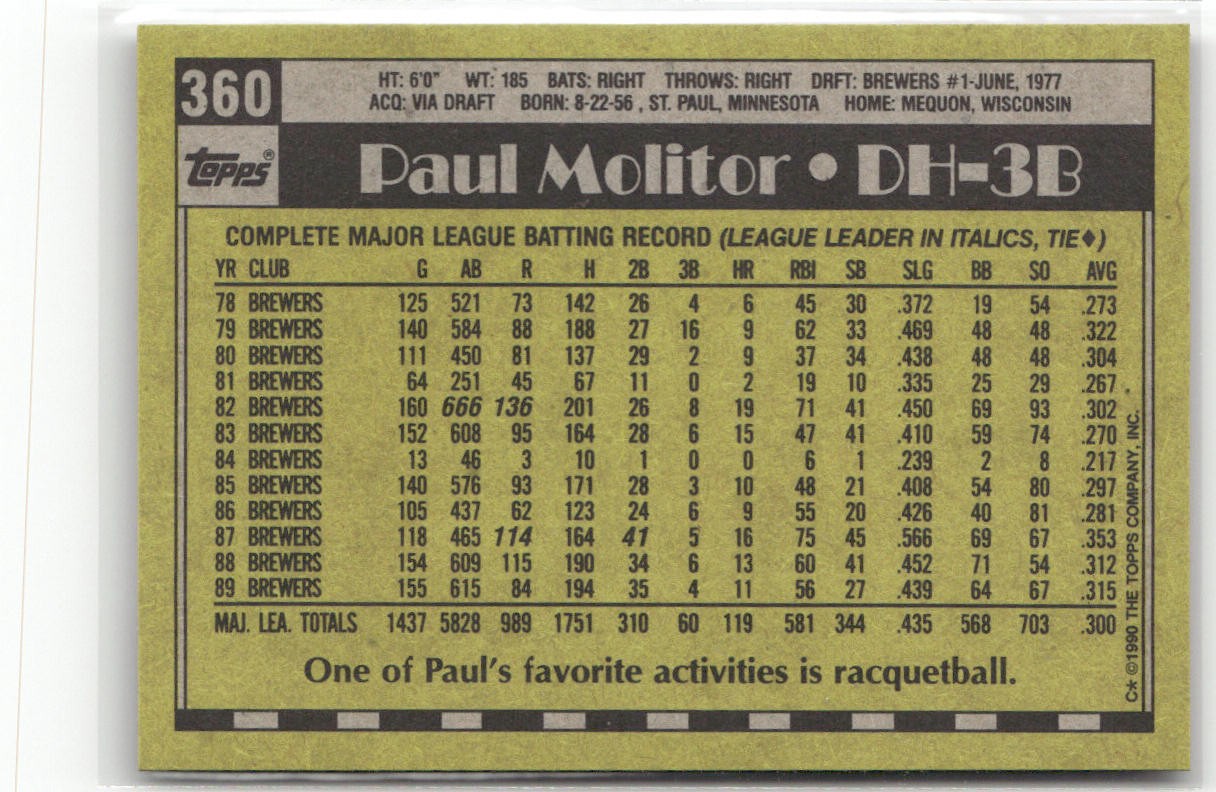 360
HT: 6'0" WT: 185 BATS: RIGHT THROWS: RIGHT DRFT: BREWERS #1-JUNE, 1977
ACQ: VIA DRAFT BORN: 8-22-56 , ST. PAUL, MINNESOTA HOME: MEQUON, WISCONSIN
Topps®
Paul Molitor • DH-3B
COMPLETE MAJOR LEAGUE BATTING RECORD (LEAGUE LEADER IN ITALICS, TIE♦)
YR CLUB G AB R H 2B 3B HR RBI SB SLG BB SO AVG
78 BREWERS 125 521 73 142 26 4 6 45 30 .372 19 54 .273
79 BREWERS 140 584 88 188 27 16 9 62 33 .469 48 48 .322
80 BREWERS 111 450 81 137 29 2 9 37 34 .438 48 48 .304
81 BREWERS 64 251 45 67 11 0 2 19 10 .335 25 29 .267
82 BREWERS 160 666 136 201 26 8 19 71 41 .450 69 93 .302
83 BREWERS 152 608 95 164 28 6 15 47 41 .410 59 74 .270
84 BREWERS 13 46 3 10 1 0 0 6 1 .239 2 8 .217
85 BREWERS 140 576 93 171 28 3 10 48 21 .408 54 80 .297
86 BREWERS 105 437 62 123 24 6 9 55 20 .426 40 81 .281
87 BREWERS 118 465 114 164 41 5 16 75 45 .566 69 67 .353
88 BREWERS 154 609 115 190 34 6 13 60 41 .452 71 54 .312
89 BREWERS 155 615 84 194 35 4 11 56 27 .439 64 67 .315
MAJ. LEA. TOTALS 1437 5828 989 1751 310 60 119 581 344 .435 568 703 .300
One of Paul's favorite activities is racquetball.
C* ©1990 THE TOPPS COMPANY, INC.